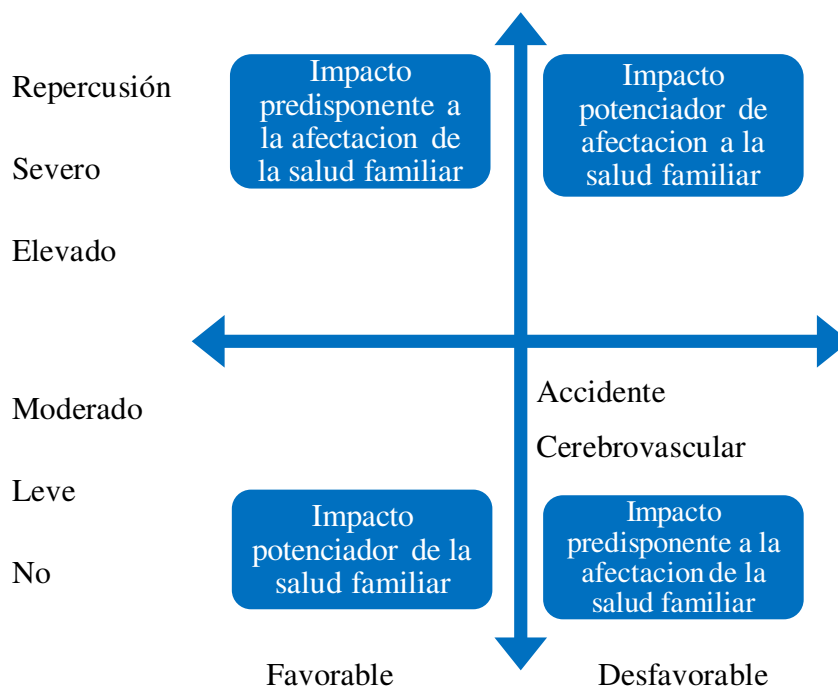 Repercusión
Severo
Elevado
Impacto
predisponente a
la afectacion de
la salud familiar
Impacto
potenciador de
afectacion a la
salud familiar
Moderado
Leve
No
Accidente
Cerebrovascular
Impacto
potenciador de la
salud familiar
Impacto
predisponente a la
afectacion de la
salud familiar
Favorable
Desfavorable